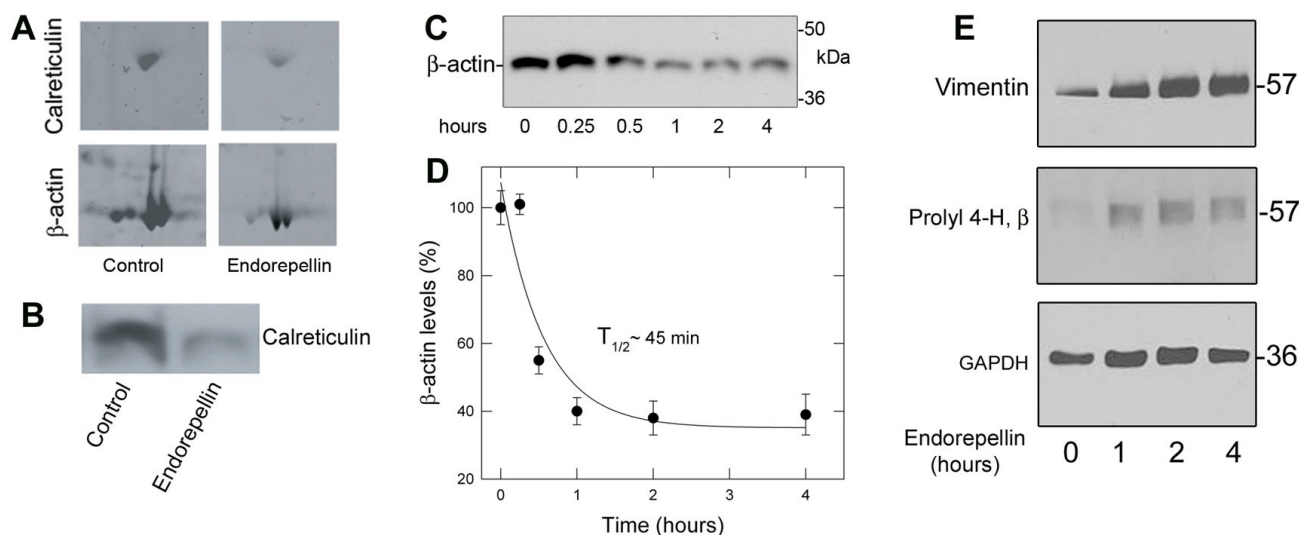 A
Calreticulin
β-actin
Control
Endorepellin
B
Calreticulin
Control
Endorepellin
C
β-actin-
-50
kDa
-36
hours 0 0.25 0.5 1 2 4
D
β-actin levels (%)
100
80
60
40
20
T1/2~ 45 min
0 1 2 3 4
Time (hours)
E
Vimentin
-57
Prolyl 4-H, β
-57
GAPDH
-36
Endorepellin
(hours)
0 1 2 4